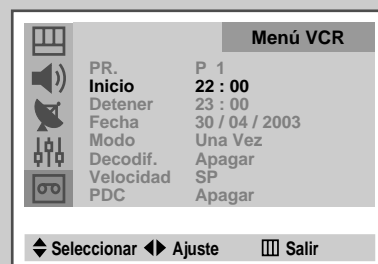 Menú VCR
PR. P 1
Inicio 22 : 00
Detener 23 : 00
Fecha 30 / 04 / 2003
Modo Una Vez
Decodif. Apagar
Velocidad SP
PDC Apagar
Seleccionar Ajuste Salir